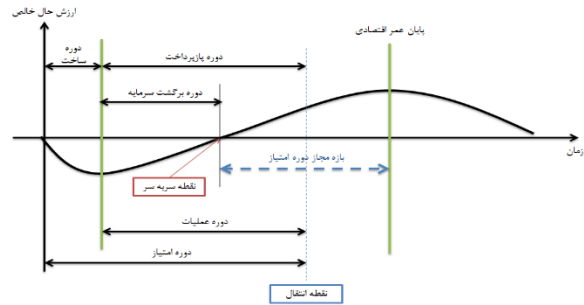 ارزش حال خالص
پایان عمر اقتصادی
دوره
ساخت
دوره بازپرداخت
دوره برگشت سرمایه
زمان
بازه مجاز دوره امتیاز
نقطه سربه سر
دوره عملیات
دوره امتیاز
نقطه انتقال